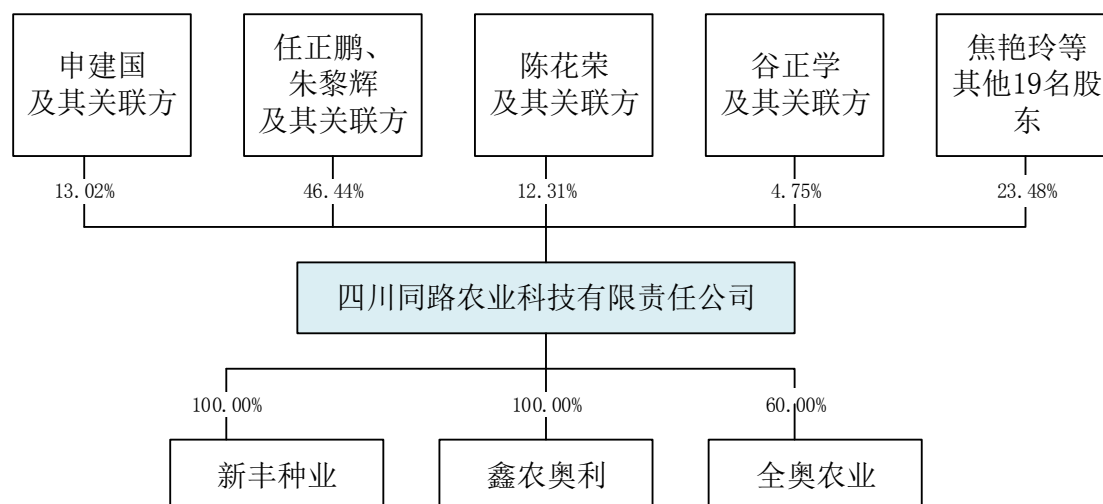 申建国
及其关联方
任正鹏、
朱黎辉
及其关联方
陈花荣
及其关联方
谷正学
及其关联方
焦艳玲等
其他19名股
东
13.02%
46.44%
12.31%
4.75%
23.48%
四川同路农业科技有限责任公司
100.00%
100.00%
60.00%
新丰种业
鑫农奥利
全奥农业